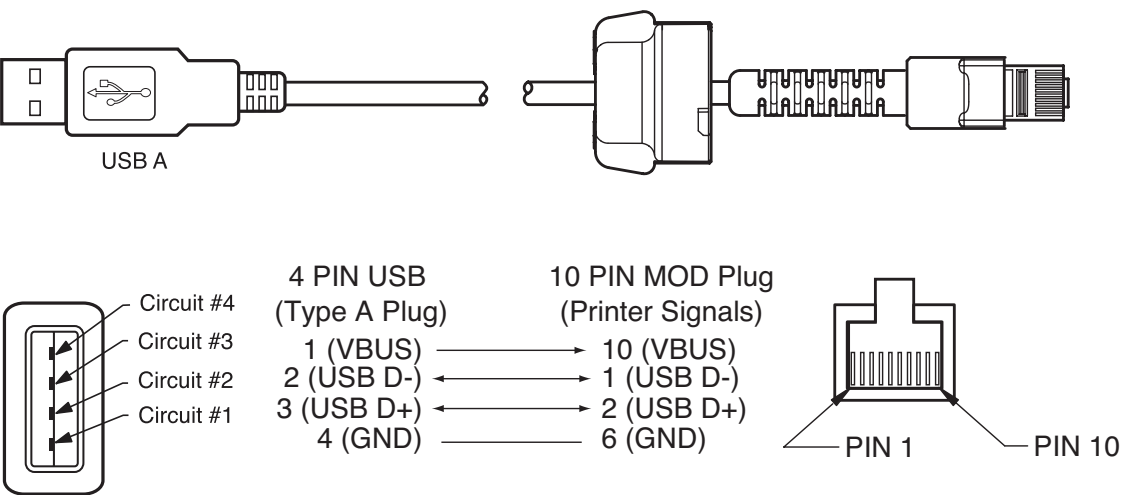 USB A
4 PIN USB
(Type A Plug)
10 PIN MOD Plug
(Printer Signals)
Circuit #4
Circuit #3
Circuit #2
Circuit #1
1 (VBUS) 10 (VBUS)
2 (USB D-) 1 (USB D-)
3 (USB D+) 2 (USB D+)
4 (GND) 6 (GND)
PIN 1
PIN 10